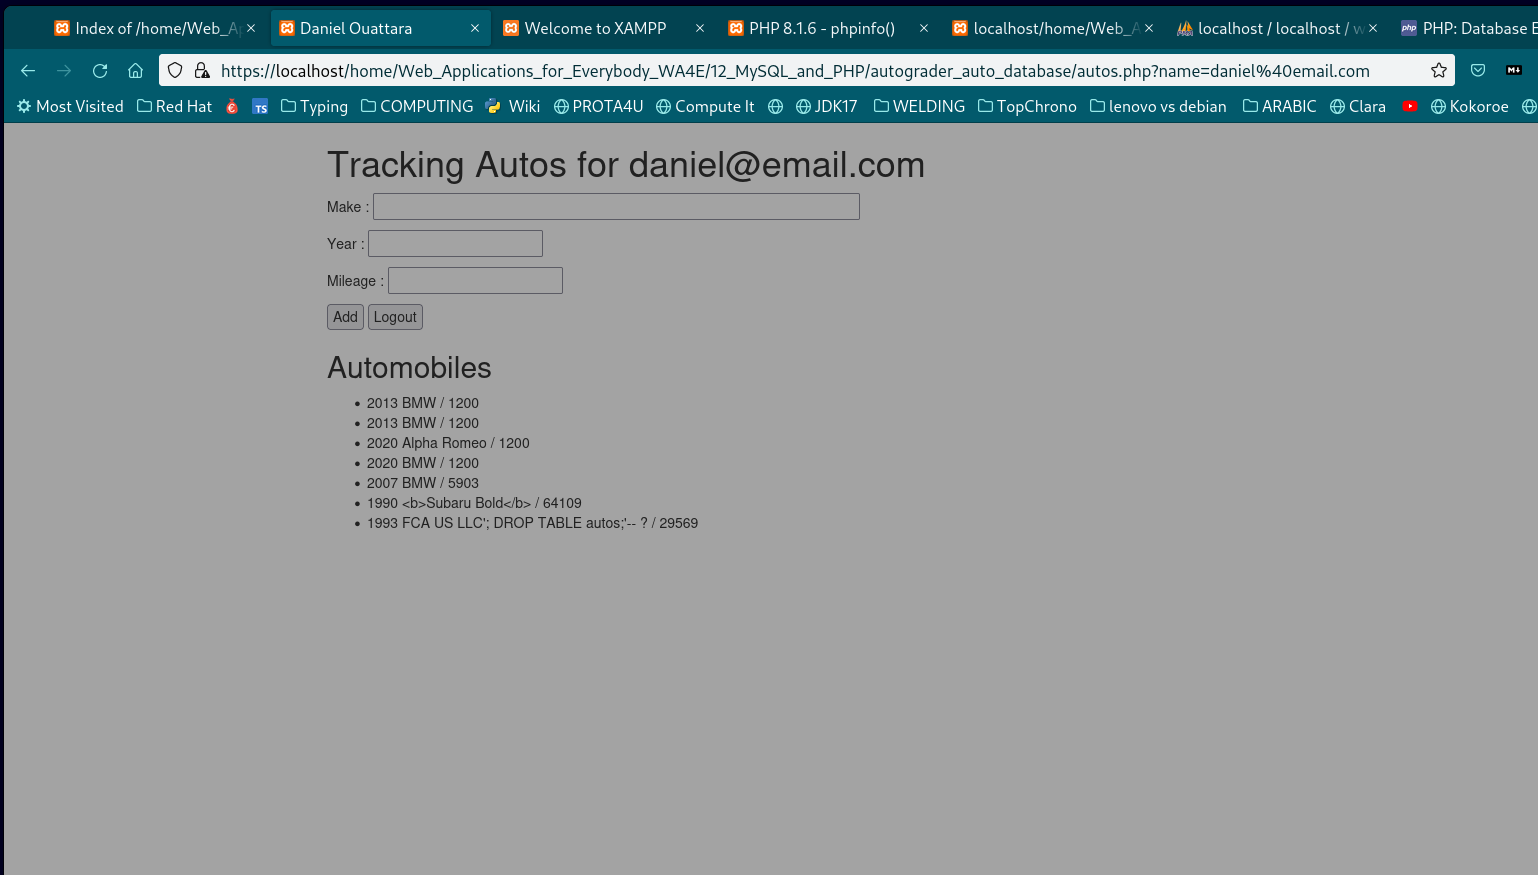 Index of /home/Web_Ap
Daniel Ouattara
Welcome to XAMPP
PHP 8.1.6 - phpinfo()
localhost/home/Web_A
localhost / localhost / w
php PHP: Database E
https://localhost/home/Web_Applications_for_Everybody_WA4E/12_MySQL_and_PHP/autograder_auto_database/autos.php?name=daniel%40email.com
Most Visited Red Hat TS Typing COMPUTING Wiki PROTA4U Compute It JDK17 WELDING TopChrono lenovo vs debian ARABIC Clara Kokoroe
Tracking Autos for daniel@email.com
Make :
Year :
Mileage :
Add Logout
Automobiles
• 2013 BMW / 1200
• 2013 BMW / 1200
• 2020 Alpha Romeo / 1200
• 2020 BMW / 1200
• 2007 BMW / 5903
• 1990 <b>Subaru Bold</b> / 64109
• 1993 FCA US LLC'; DROP TABLE autos;'-- ? / 29569